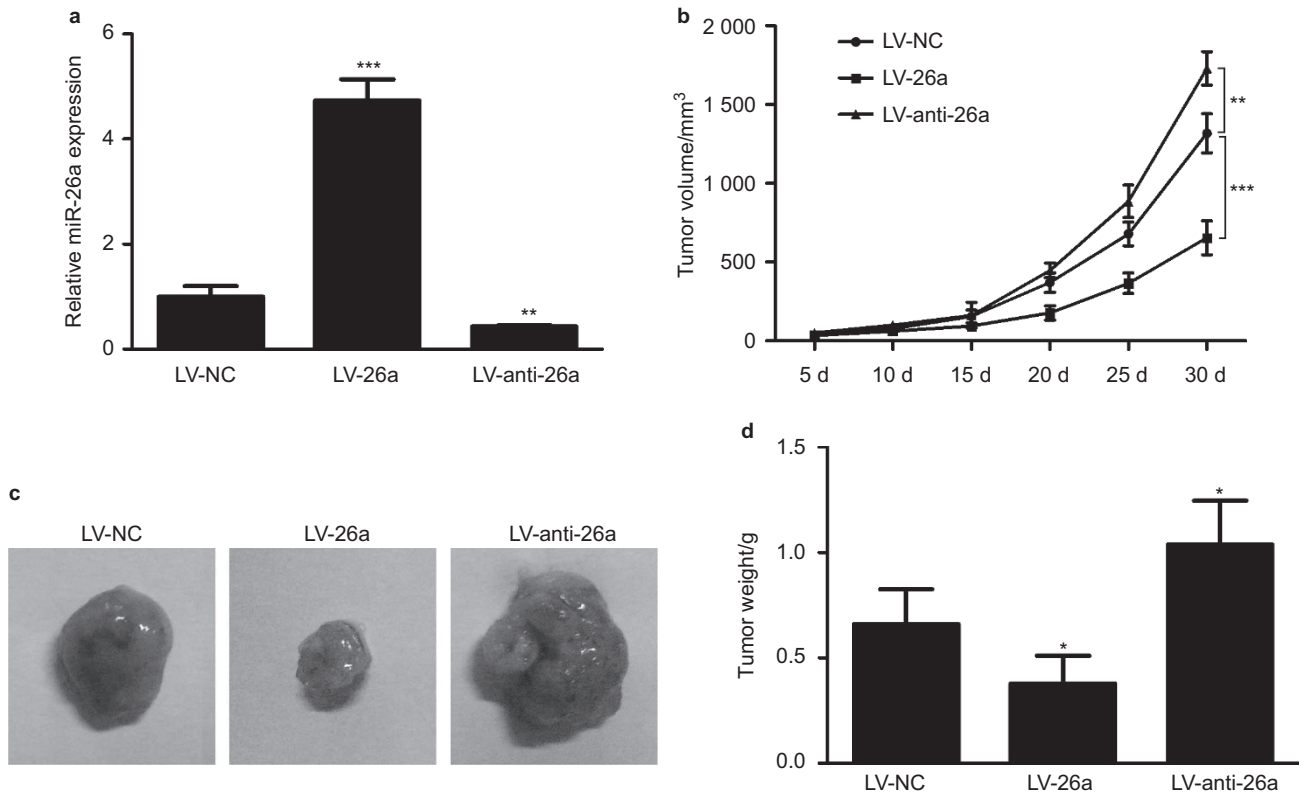 a
Relative miR-26a expression
6
4
2
0
***
**
LV-NC LV-26a LV-anti-26a
b
Tumor volume/mm³
2 000
1 500
1 000
500
0
LV-NC
LV-26a
LV-anti-26a
**
***
5 d 10 d 15 d 20 d 25 d 30 d
c
LV-NC LV-26a LV-anti-26a
d
Tumor weight/g
1.5
1.0
0.5
0.0
*
*
LV-NC LV-26a LV-anti-26a